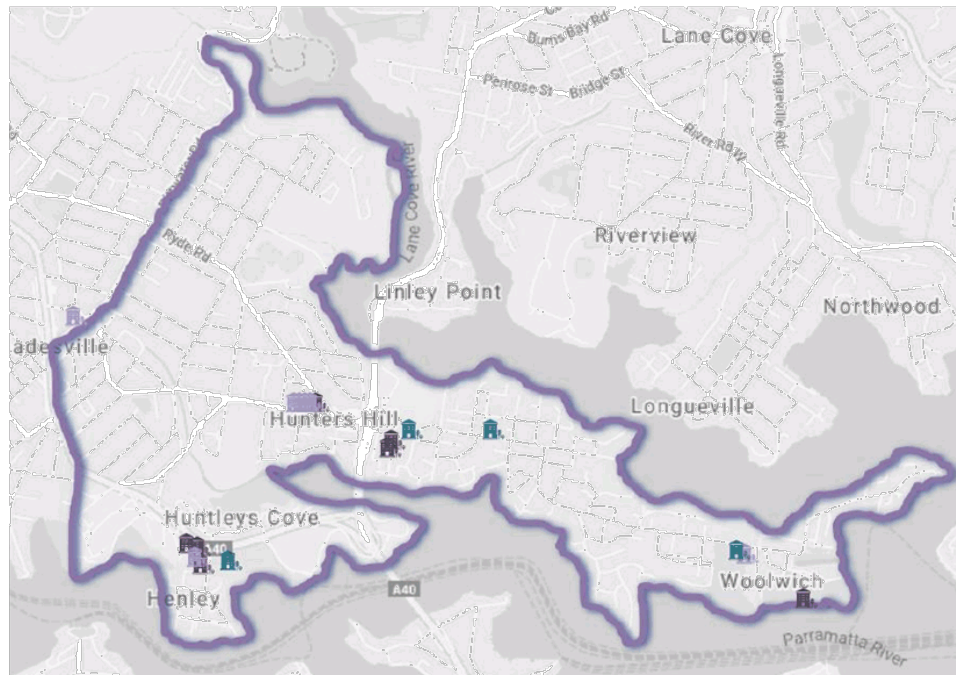 Burns Bay Rd
Lane Cove
Penrose St
Bridge St
Longueville Rd
River Rd W
Lane Cove River
Ryde Rd
Riverview
Linley Point
Northwood
adesville
Longueville
Hunters Hill
Huntleys Cove
A40
A40
Henley
Woolwich
Parramatta River